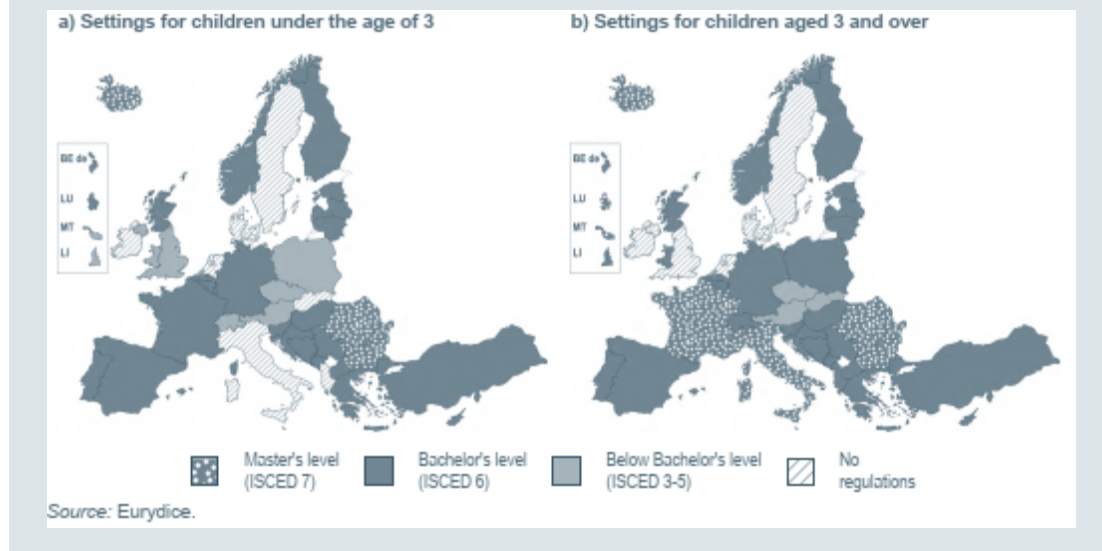 a) Settings for children under the age of 3
b) Settings for children aged 3 and over
BE de
LU
MT
LI
BE de
LU
MT
LI
Master's level
(ISCED 7)
Bachelor's level
(ISCED 6)
Below Bachelor's level
(ISCED 3-5)
No
regulations
Source: Eurydice.